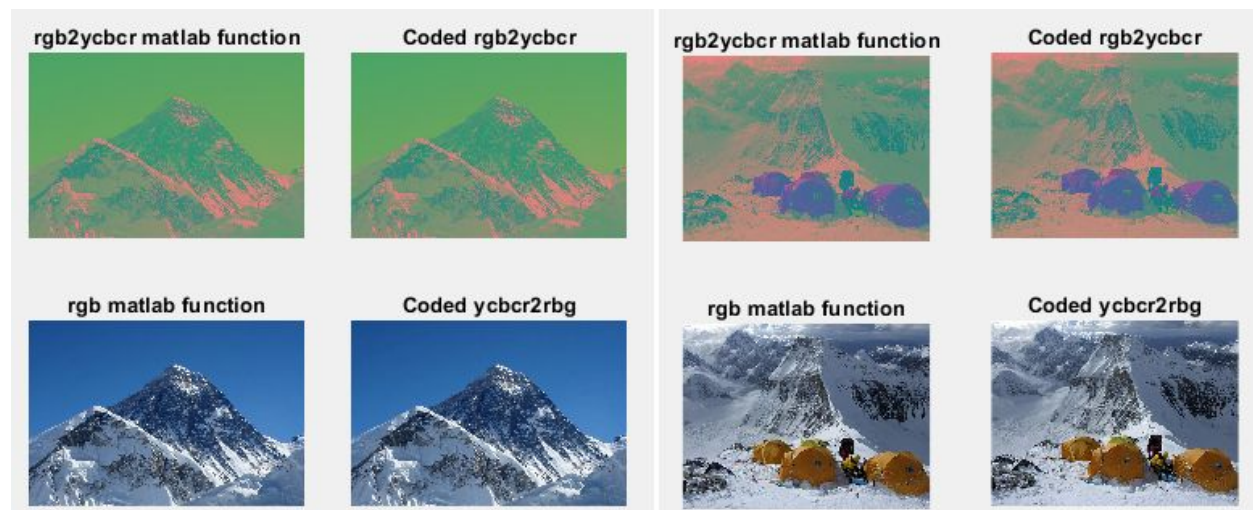 rgb2ycbcr matlab function
Coded rgb2ycbcr
rgb matlab function
Coded ycbcr2rbg
rgb2ycbcr matlab function
Coded rgb2ycbcr
rgb matlab function
Coded ycbcr2rbg